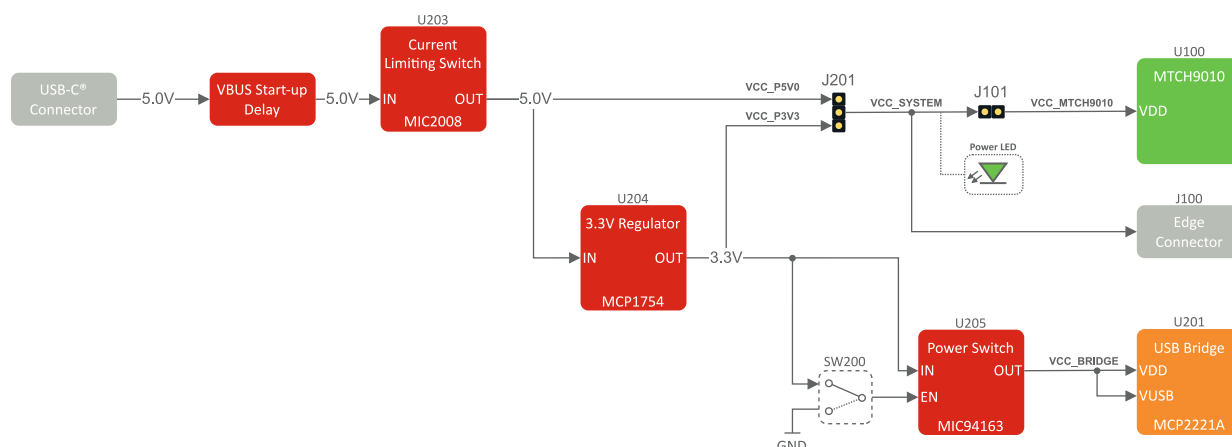 U203
Current
Limiting Switch
IN
OUT
MIC2008
USB-C®
Connector
5.0V
VBUS Start-up
Delay
5.0V
5.0V
VCC_P5V0
J201
VCC_P3V3
VCC_SYSTEM
J101
VCC_MTCH9010
U100
MTCH9010
VDD
Power LED
J100
Edge
Connector
U204
3.3V Regulator
IN
OUT
MCP1754
3.3V
SW200
GND
U205
Power Switch
IN
OUT
EN
MIC94163
VCC_BRIDGE
U201
USB Bridge
VDD
VUSB
MCP2221A